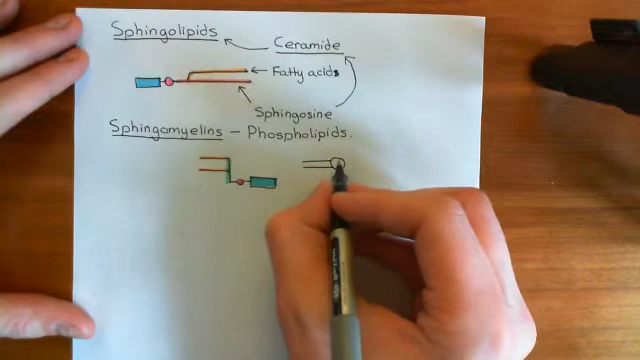 Sphingolipids
Ceramide
Fatty acids
Sphingosine
Sphingomyelins - Phospholipids.